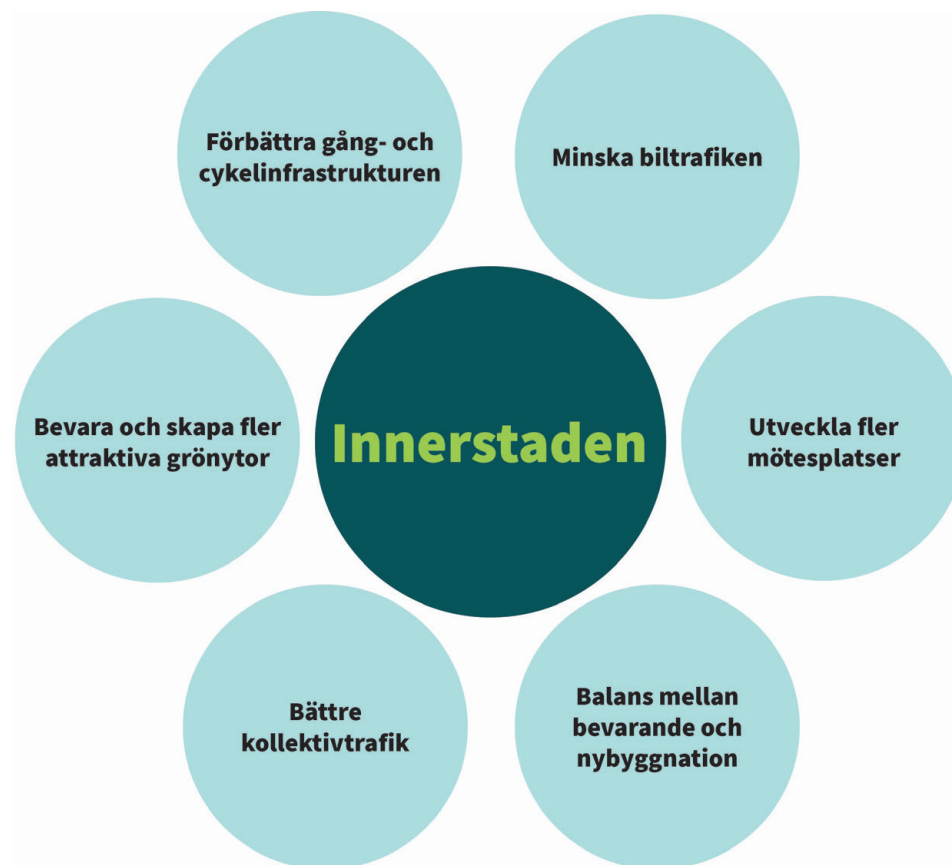 Förbättra gång- och
cykelinfrastrukturen
Minska biltrafiken
Bevara och skapa fler
attraktiva grönytor
Innerstaden
Utveckla fler
mötesplatser
Bättre
kollektivtrafik
Balans mellan
bevarande och
nybyggnation